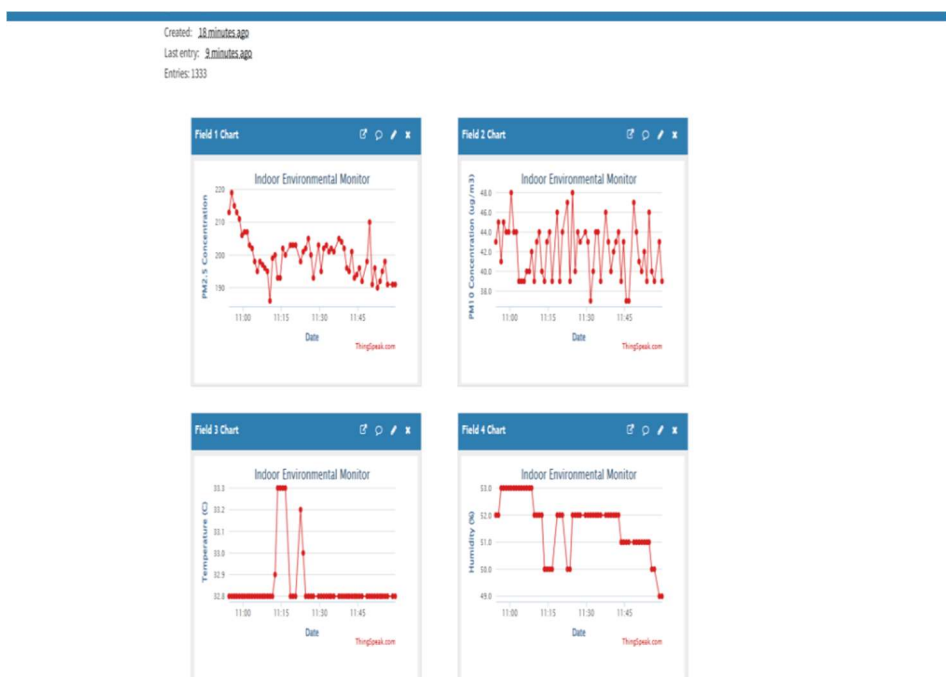 Created: 18 minutes ago
Last entry: 9 minutes ago
Entries: 1333
Field 1 Chart
Indoor Environmental Monitor
PM2.5 Concentration
220
210
200
190
11:00 11:15 11:30 11:45
Date
ThingSpeak.com
Field 2 Chart
Indoor Environmental Monitor
PM10 Concentration (ug/m3)
48.0
46.0
44.0
42.0
40.0
38.0
11:00 11:15 11:30 11:45
Date
ThingSpeak.com
Field 3 Chart
Indoor Environmental Monitor
Temperature (C)
33.3
33.2
33.1
33.0
32.9
32.8
11:00 11:15 11:30 11:45
Date
ThingSpeak.com
Field 4 Chart
Indoor Environmental Monitor
Humidity (%)
53.0
52.0
51.0
50.0
49.0
11:00 11:15 11:30 11:45
Date
ThingSpeak.com